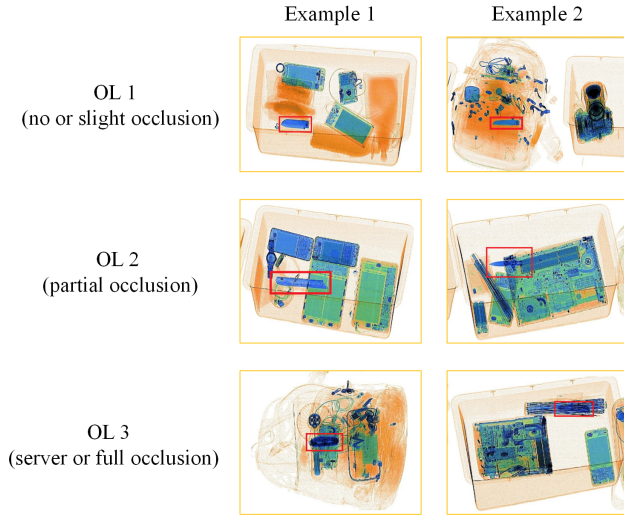 Example 1
Example 2
OL 1
(no or slight occlusion)
OL 2
(partial occlusion)
OL 3
(server or full occlusion)